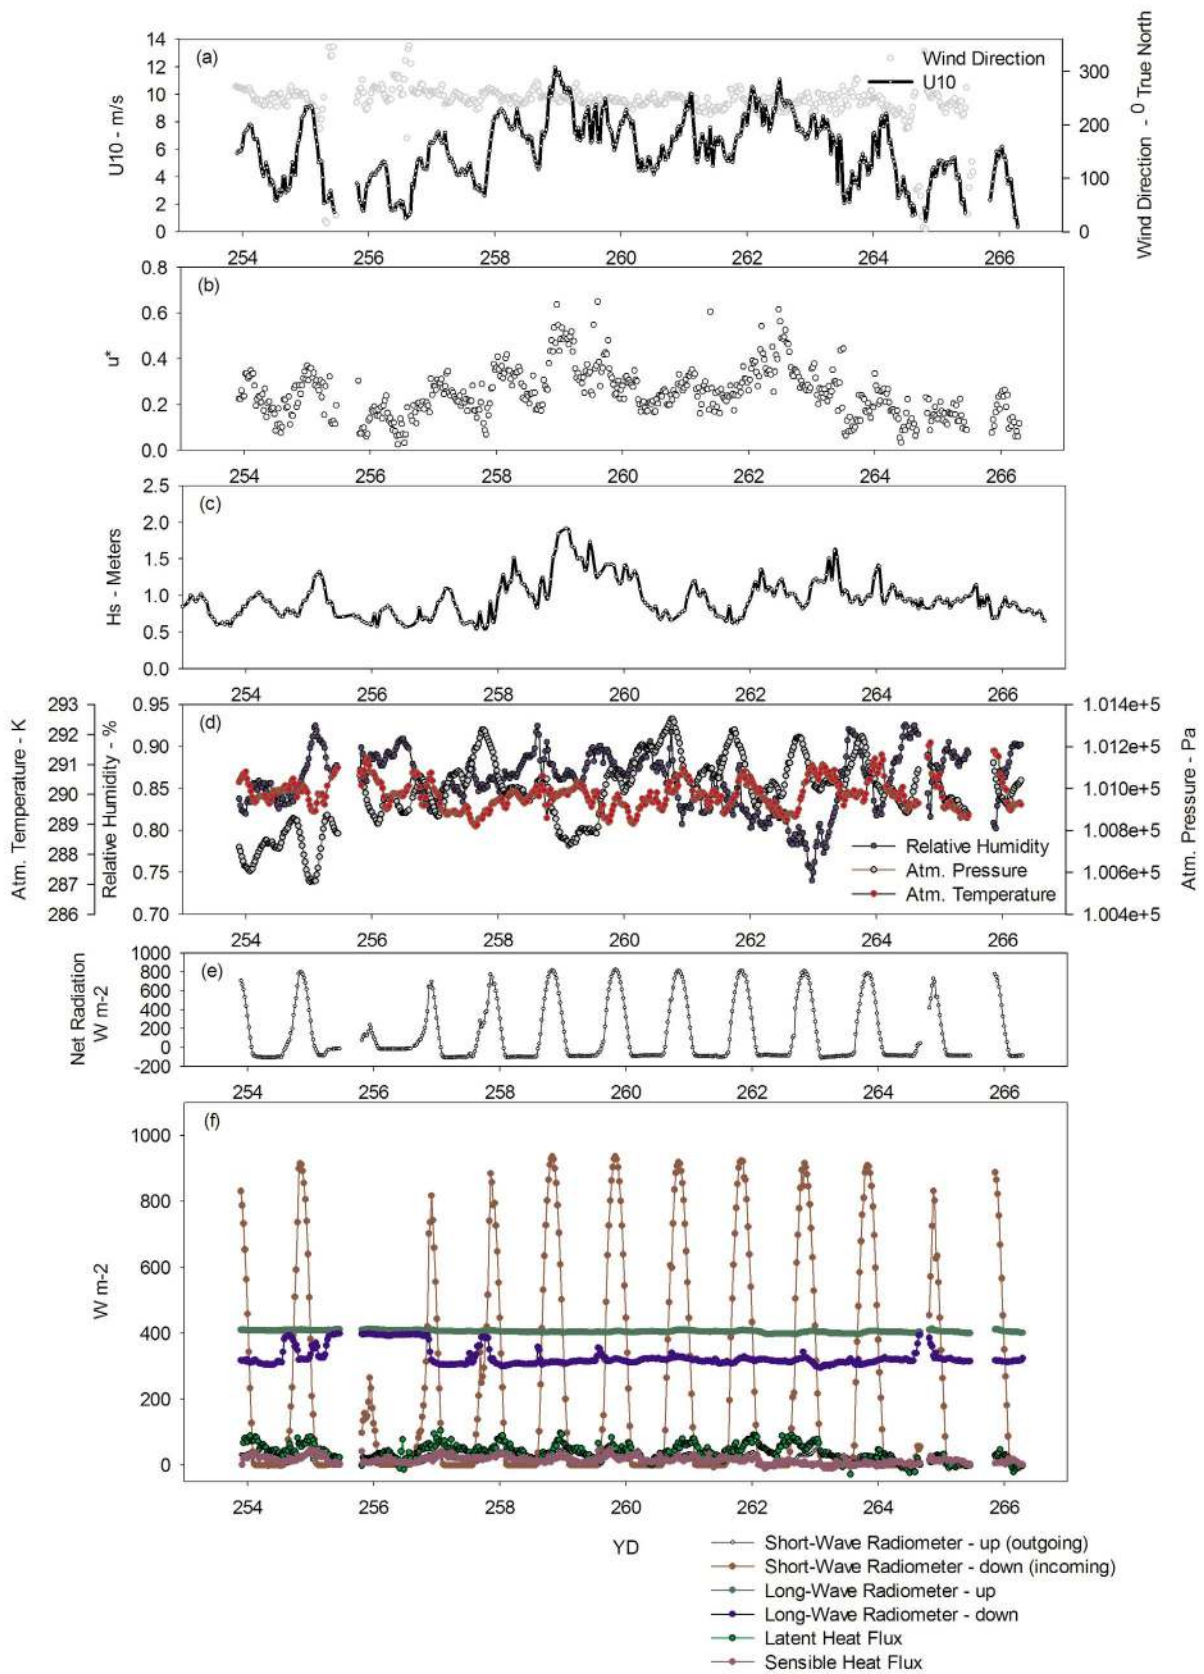 (a)
Wind Direction
U10
U10 - m/s
Wind Direction - 0 True North
14
12
10
8
6
4
2
0
300
200
100
0
254 256 258 260 262 264 266
(b)
u*
0.8
0.6
0.4
0.2
0.0
254 256 258 260 262 264 266
(c)
Hs - Meters
2.5
2.0
1.5
1.0
0.5
0.0
254 256 258 260 262 264 266
(d)
Atm. Temperature - K
293
292
291
290
289
288
287
286
Relative Humidity - %
0.95
0.90
0.85
0.80
0.75
0.70
Atm. Pressure - Pa
1.014e+5
1.012e+5
1.010e+5
1.008e+5
1.006e+5
1.004e+5
Relative Humidity
Atm. Pressure
Atm. Temperature
254 256 258 260 262 264 266
(e)
Net Radiation
W m-2
1000
800
600
400
200
0
-200
254 256 258 260 262 264 266
(f)
W m-2
1000
800
600
400
200
0
254 256 258 260 262 264 266
YD
Short-Wave Radiometer - up (outgoing)
Short-Wave Radiometer - down (incoming)
Long-Wave Radiometer - up
Long-Wave Radiometer - down
Latent Heat Flux
Sensible Heat Flux